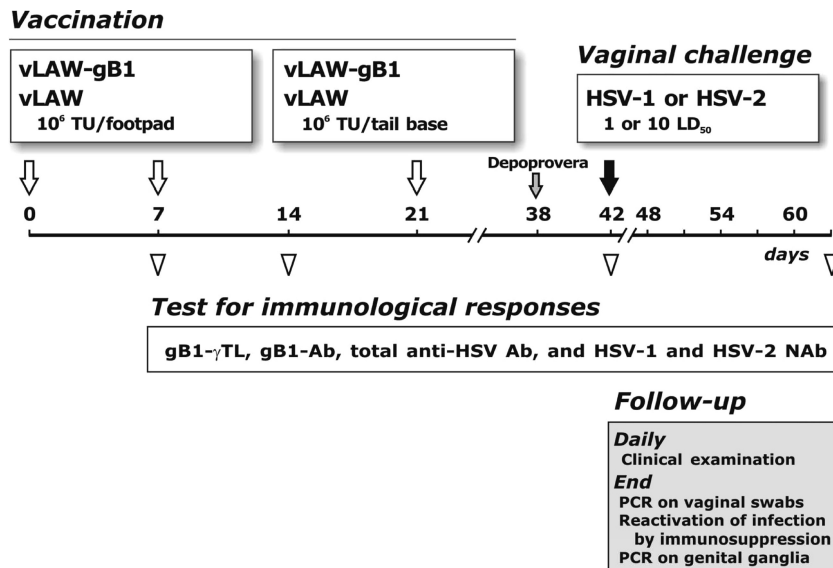 Vaccination
vLAW-gB1
vLAW
10⁶ TU/footpad
vLAW-gB1
vLAW
10⁶ TU/tail base
Vaginal challenge
HSV-1 or HSV-2
1 or 10 LD₅₀
Depoprovera
0 7 14 21 38 42 48 54 60
days
Test for immunological responses
gB1-γTL, gB1-Ab, total anti-HSV Ab, and HSV-1 and HSV-2 NAb
Follow-up
Daily
Clinical examination
End
PCR on vaginal swabs
Reactivation of infection
by immunosuppression
PCR on genital ganglia